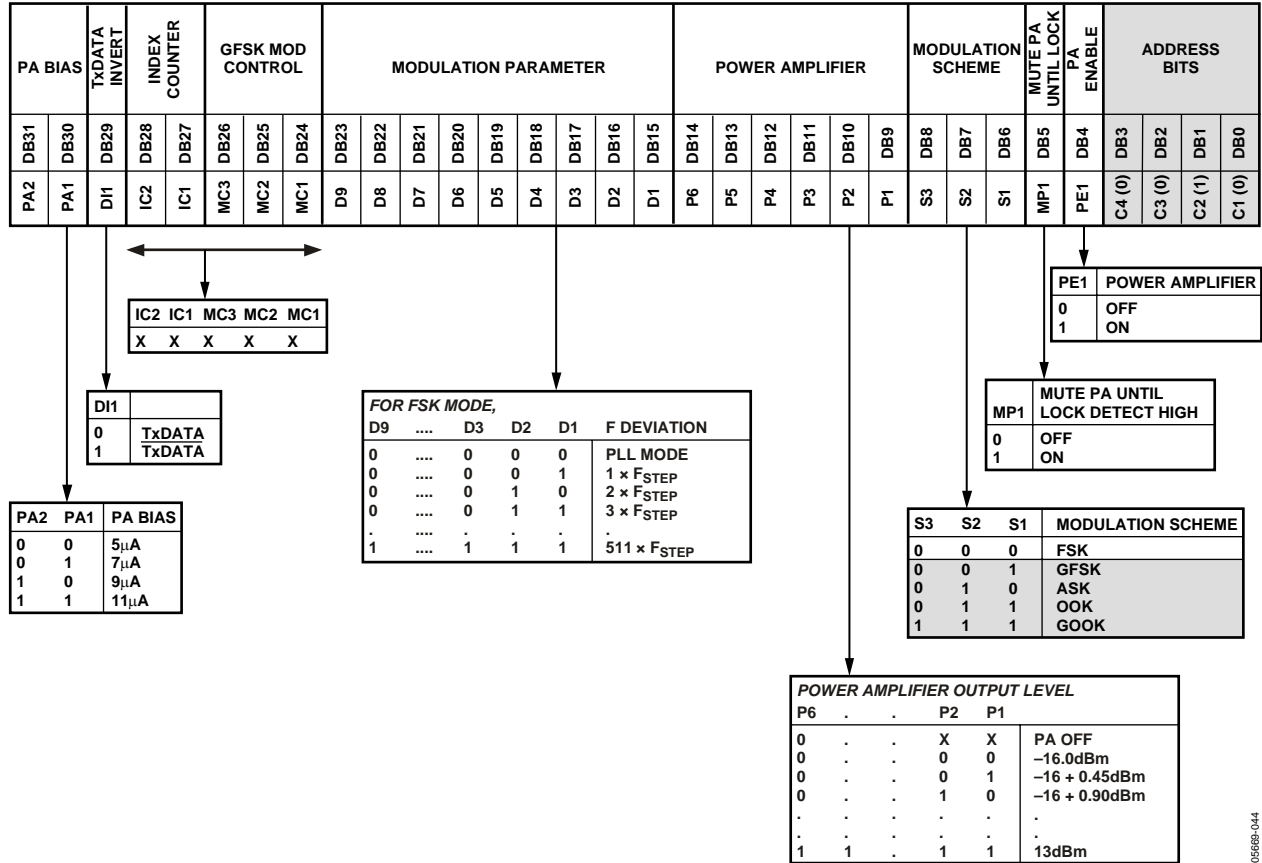 PA BIAS
TxDATA INVERT
INDEX COUNTER
GFSK MOD CONTROL
MODULATION PARAMETER
POWER AMPLIFIER
MODULATION SCHEME
MUTE PA UNTIL LOCK
PA ENABLE
ADDRESS BITS
DB31 DB30 DB29 DB28 DB27 DB26 DB25 DB24 DB23 DB22 DB21 DB20 DB19 DB18 DB17 DB16 DB15 DB14 DB13 DB12 DB11 DB10 DB9 DB8 DB7 DB6 DB5 DB4 DB3 DB2 DB1 DB0
PA2 PA1 DI1 IC2 IC1 MC3 MC2 MC1 D9 D8 D7 D6 D5 D4 D3 D2 D1 P6 P5 P4 P3 P2 P1 S3 S2 S1 MP1 PE1 C4 (0) C3 (0) C2 (1) C1 (0)
PE1 POWER AMPLIFIER
0 OFF
1 ON
IC2 IC1 MC3 MC2 MC1
X X X X X
MP1 MUTE PA UNTIL
LOCK DETECT HIGH
0 OFF
1 ON
DI1
0 TxDATA
1 T̅x̅D̅A̅T̅A̅
FOR FSK MODE,
D9 .... D3 D2 D1 F DEVIATION
0 .... 0 0 0 PLL MODE
0 .... 0 0 1 1 × FSTEP
0 .... 0 1 0 2 × FSTEP
0 .... 0 1 1 3 × FSTEP
. .... . . . .
1 .... 1 1 1 511 × FSTEP
PA2 PA1 PA BIAS
0 0 5µA
0 1 7µA
1 0 9µA
1 1 11µA
S3 S2 S1 MODULATION SCHEME
0 0 0 FSK
0 0 1 GFSK
0 1 0 ASK
0 1 1 OOK
1 1 1 GOOK
POWER AMPLIFIER OUTPUT LEVEL
P6 . . P2 P1
0 . . X X PA OFF
0 . . 0 0 –16.0dBm
0 . . 0 1 –16 + 0.45dBm
0 . . 1 0 –16 + 0.90dBm
. . . . . .
. . . . . .
1 1 . 1 1 13dBm
05669-044